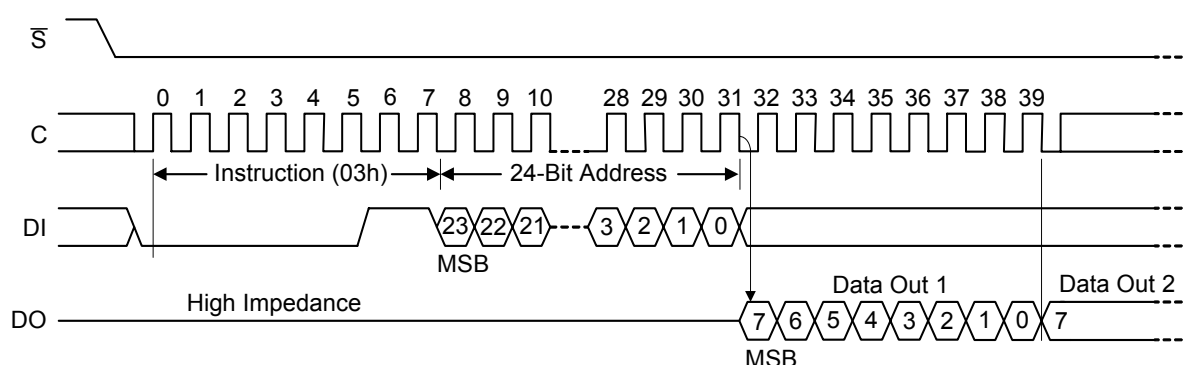 S
0 1 2 3 4 5 6 7 8 9 10 28 29 30 31 32 33 34 35 36 37 38 39
C
Instruction (03h) 24-Bit Address
DI 23 22 21 3 2 1 0
MSB
High Impedance Data Out 1 Data Out 2
DO 7 6 5 4 3 2 1 0 7
MSB